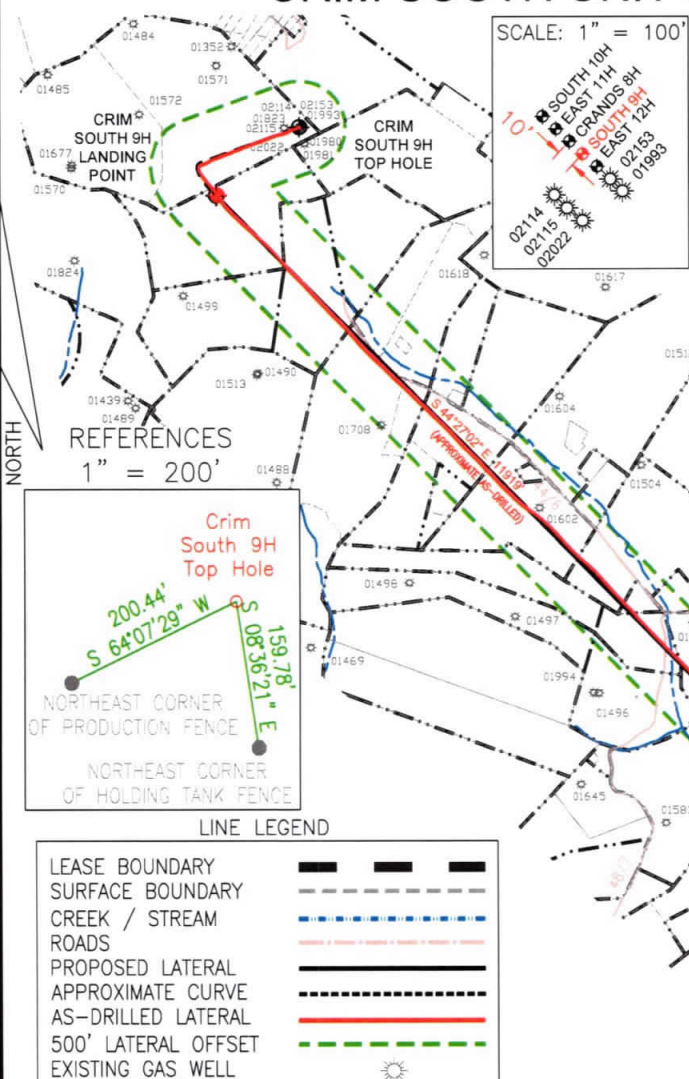 SCALE: 1" = 100'
SOUTH 10H
EAST 11H
CRANDS 8H
SOUTH 9H
EAST 12H
02153
01993
10'
02114
02115
02022
01484
01352
01485
01571
01572
02114
02153
01823
01993
02115
01980
02022
01981
CRIM
SOUTH 9H
LANDING
POINT
CRIM
SOUTH 9H
TOP HOLE
01677
01570
01824
01618
01617
01499
01513
01490
01439
01489
01708
01604
01504
01488
S 44°27'02" E 11919'
(APPROXIMATE AS-DRILLED)
01602
01498
01497
01469
01994
01496
01645
NORTH
REFERENCES
1" = 200'
Crim
South 9H
Top Hole
200.44'
S 64°07'29" W
159.78'
S 08°36'21" E
NORTHEAST CORNER
OF PRODUCTION FENCE
NORTHEAST CORNER
OF HOLDING TANK FENCE
LINE LEGEND
LEASE BOUNDARY
SURFACE BOUNDARY
CREEK / STREAM
ROADS
PROPOSED LATERAL
APPROXIMATE CURVE
AS-DRILLED LATERAL
500' LATERAL OFFSET
EXISTING GAS WELL